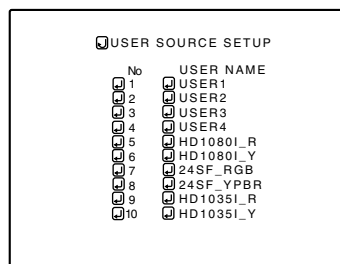 USER SOURCE SETUP
No USER NAME
1 USER1
2 USER2
3 USER3
4 USER4
5 HD1080I_R
6 HD1080I_Y
7 24SF_RGB
8 24SF_YPBR
9 HD1035I_R
10 HD1035I_Y